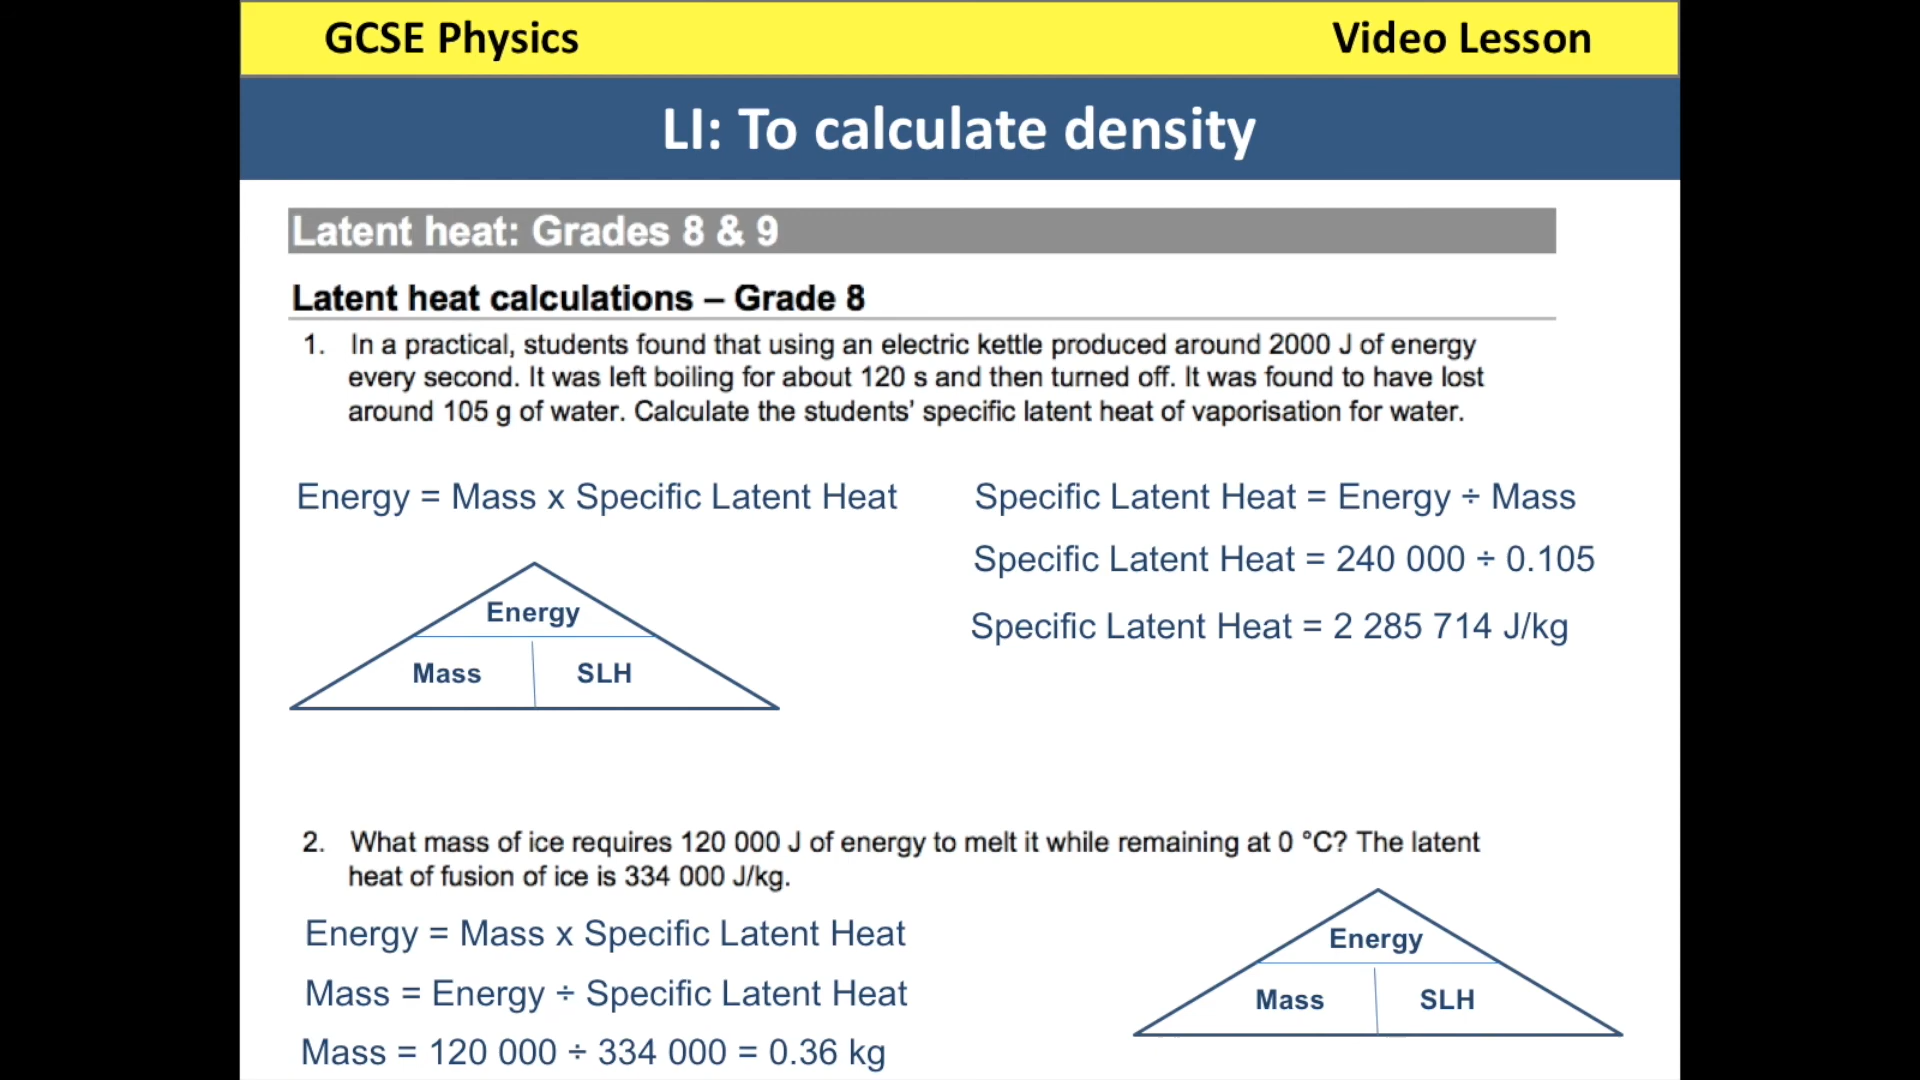 GCSE Physics
Video Lesson
LI: To calculate density
Latent heat: Grades 8 & 9
Latent heat calculations – Grade 8
1. In a practical, students found that using an electric kettle produced around 2000 J of energy
every second. It was left boiling for about 120 s and then turned off. It was found to have lost
around 105 g of water. Calculate the students' specific latent heat of vaporisation for water.
Energy = Mass x Specific Latent Heat
Energy
Mass
SLH
Specific Latent Heat = Energy ÷ Mass
Specific Latent Heat = 240 000 ÷ 0.105
Specific Latent Heat = 2 285 714 J/kg
2. What mass of ice requires 120 000 J of energy to melt it while remaining at 0 °C? The latent
heat of fusion of ice is 334 000 J/kg.
Energy = Mass x Specific Latent Heat
Mass = Energy ÷ Specific Latent Heat
Mass = 120 000 ÷ 334 000 = 0.36 kg
Energy
Mass
SLH